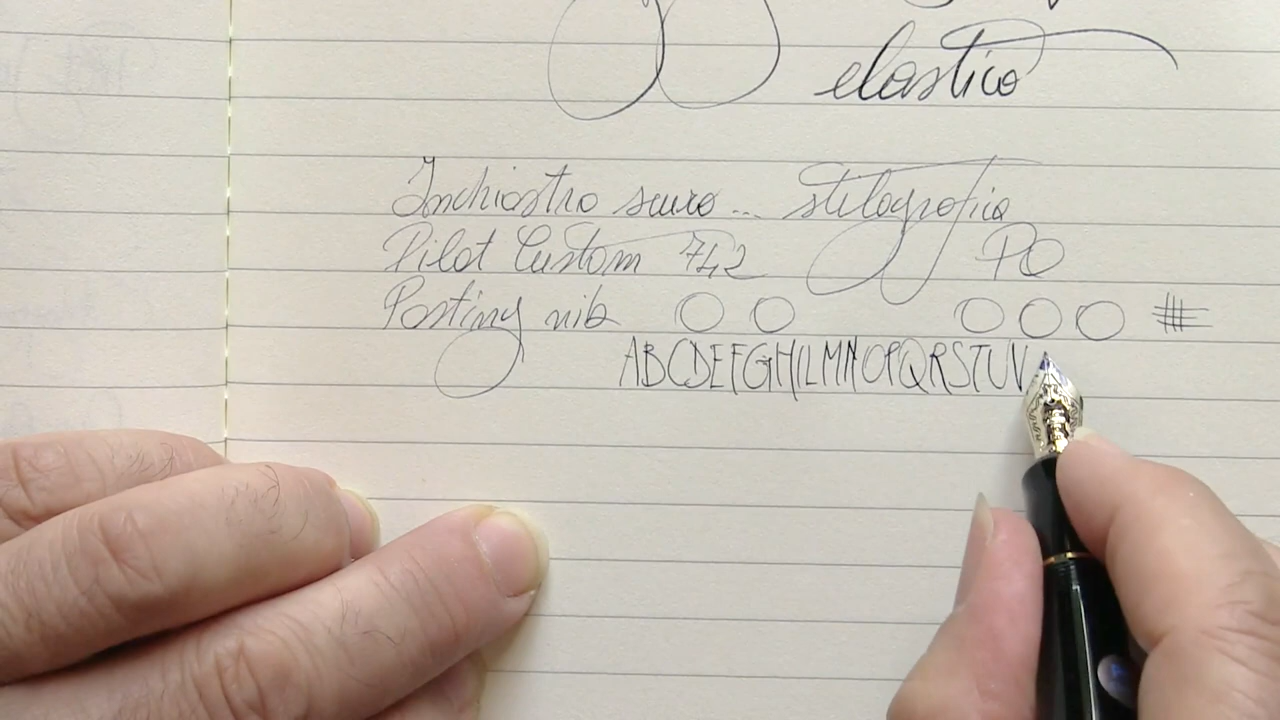 elastico
Inchiostro scuro... stilografica
Pilot Custom 742 PO
Posting nib
ABCDEFGHILMNOPQRSTUV